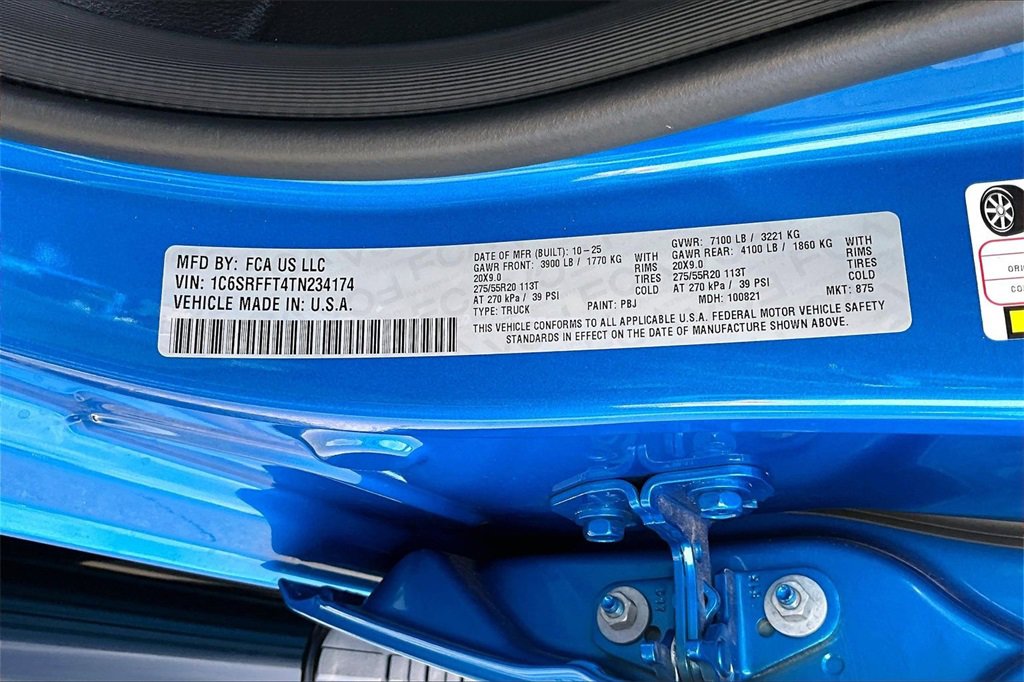 MFD BY: FCA US LLC
VIN: 1C6SRFFT4TN234174
VEHICLE MADE IN U.S.A.
DATE OF MFR (BUILT): 10-25
GAWR FRONT: 3900 LB / 1770 KG WITH
20X9.0 RIMS
275/55R20 113T TIRES
AT 270 kPa / 39 PSI COLD
TYPE: TRUCK PAINT: PBJ
GVWR: 7100 LB / 3221 KG
GAWR REAR: 4100 LB / 1860 KG WITH
20X9.0 RIMS
275/55R20 113T TIRES
AT 270 kPa / 39 PSI COLD
MDH: 100821 MKT: 875
THIS VEHICLE CONFORMS TO ALL APPLICABLE U.S.A. FEDERAL MOTOR VEHICLE SAFETY
STANDARDS IN EFFECT ON THE DATE OF MANUFACTURE SHOWN ABOVE.